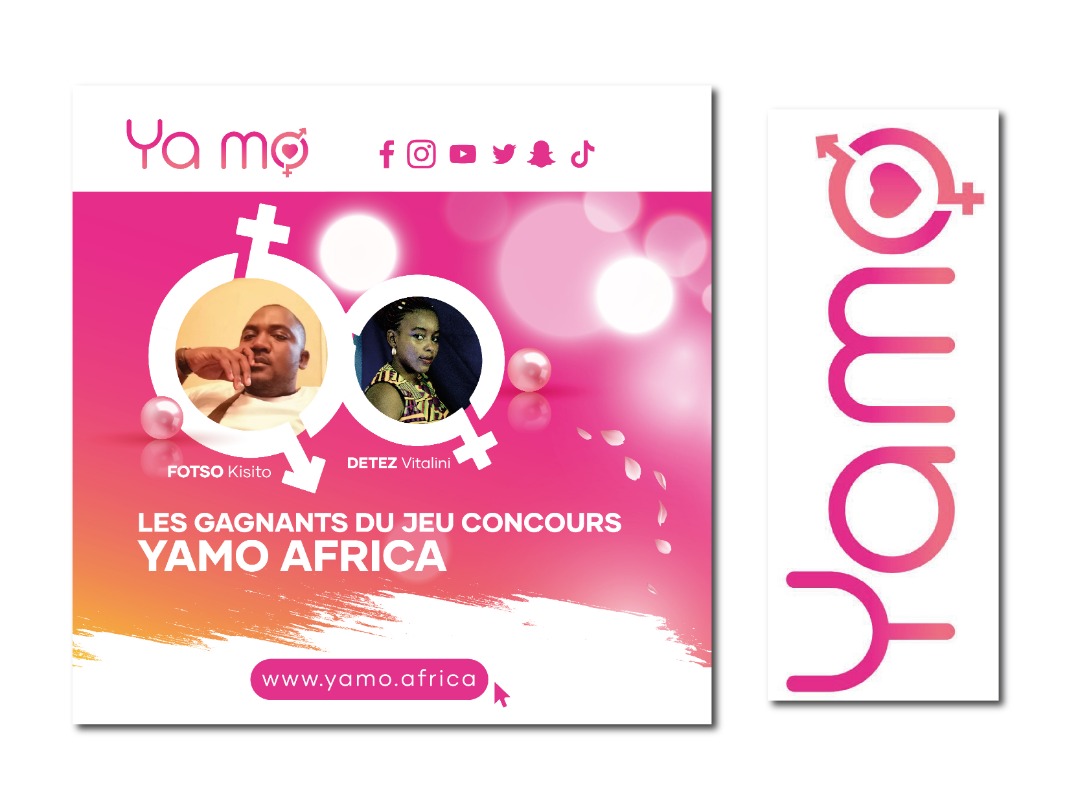 Ya mo
FOTSO Kisito
DETEZ Vitalini
LES GAGNANTS DU JEU CONCOURS
YAMO AFRICA
www.yamo.africa
Yamo